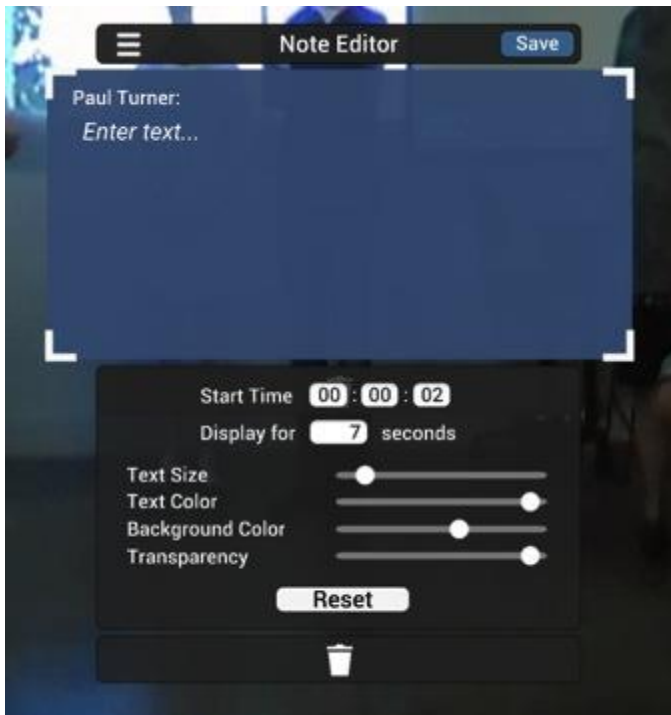 Note Editor Save
Paul Turner:
Enter text...
Start Time 00 : 00 : 02
Display for 7 seconds
Text Size
Text Color
Background Color
Transparency
Reset